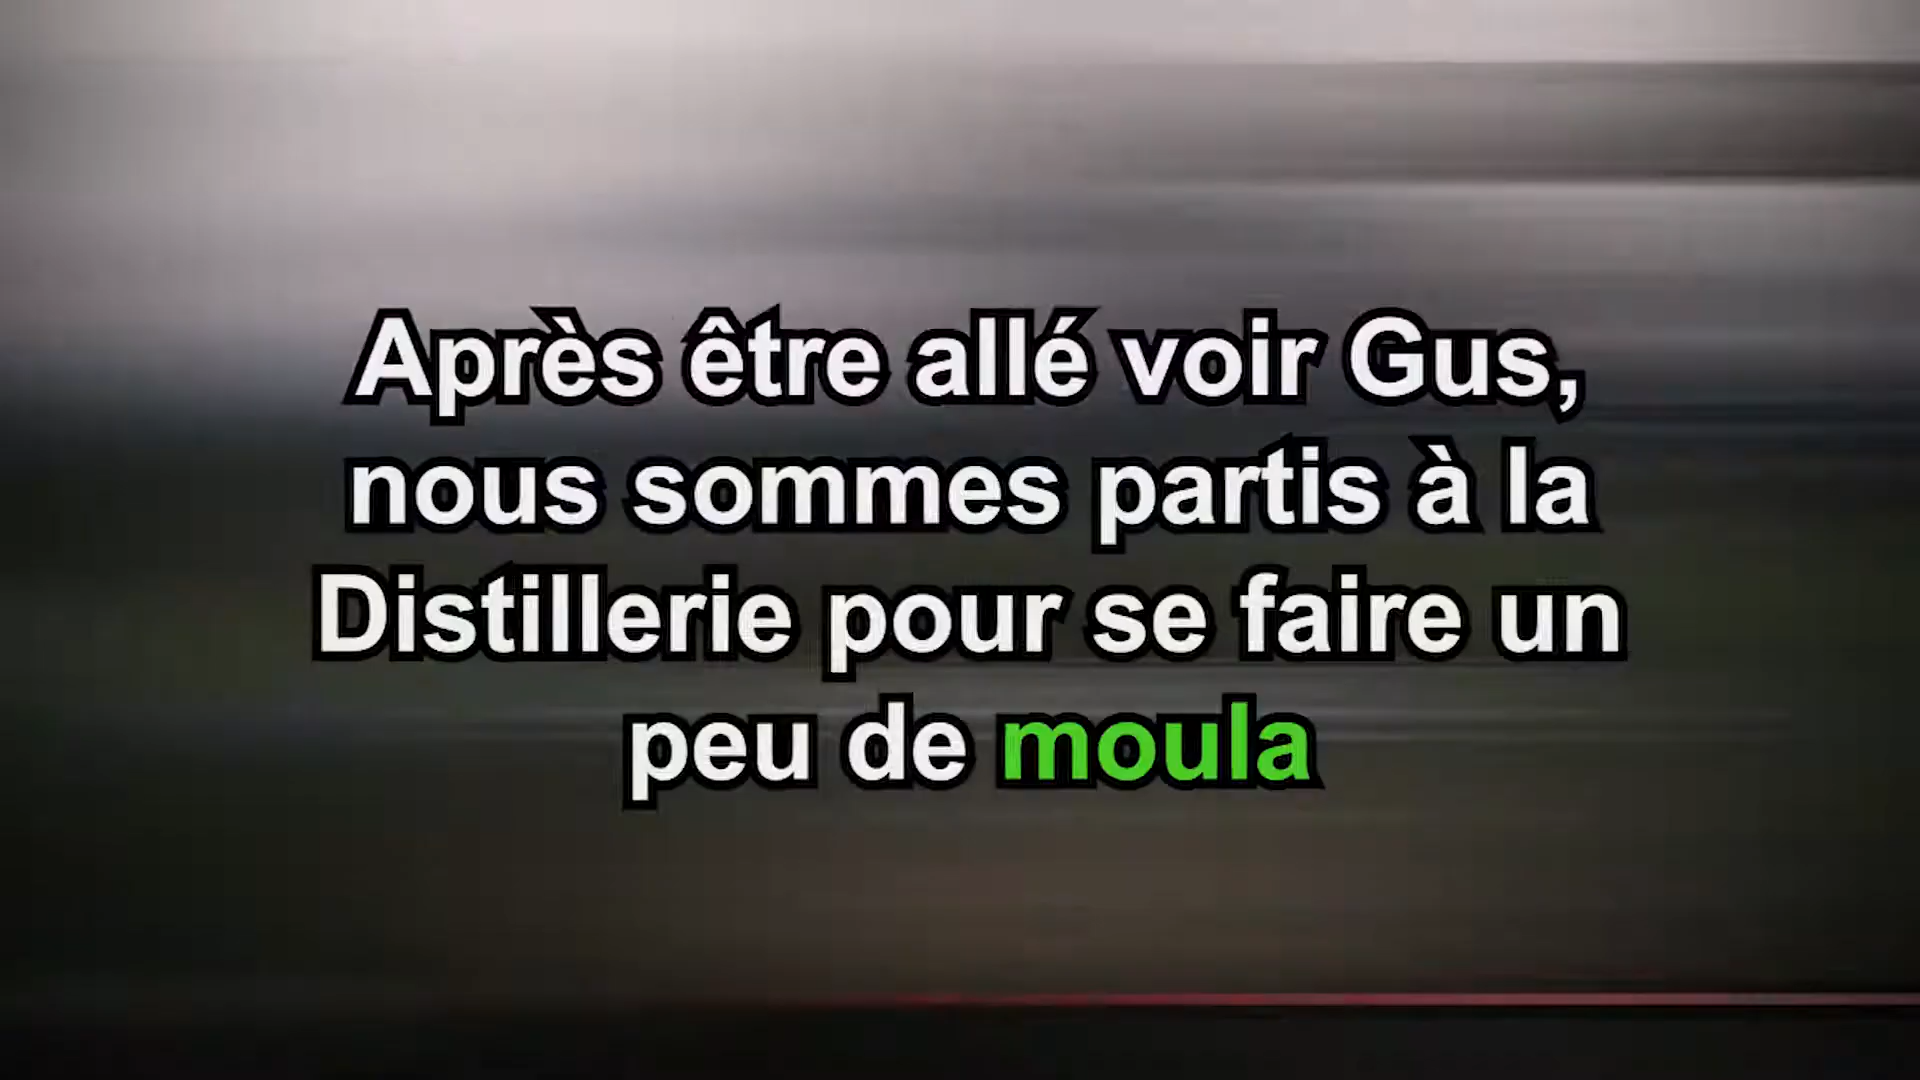 Après être allé voir Gus,
nous sommes partis à la
Distillerie pour se faire un
peu de moula